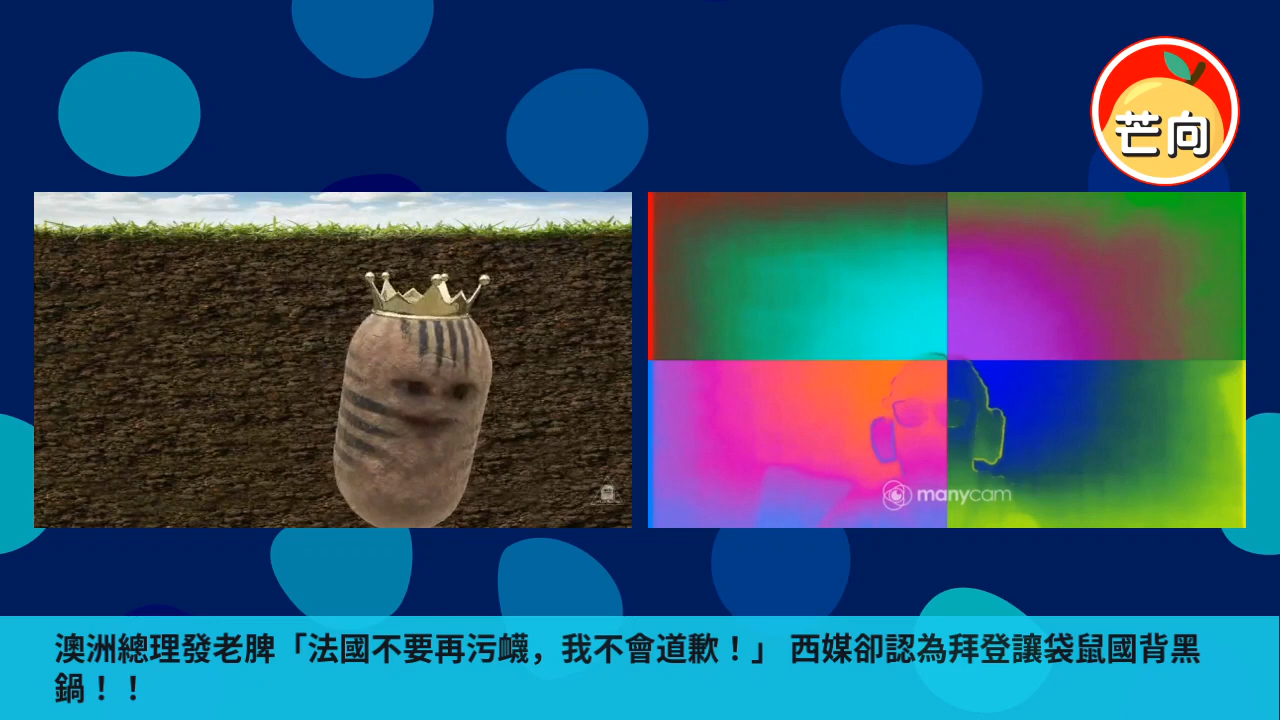 芒向
manycam
澳洲總理發老脾「法國不要再污衊，我不會道歉！」 西媒卻認為拜登讓袋鼠國背黑
鍋！！